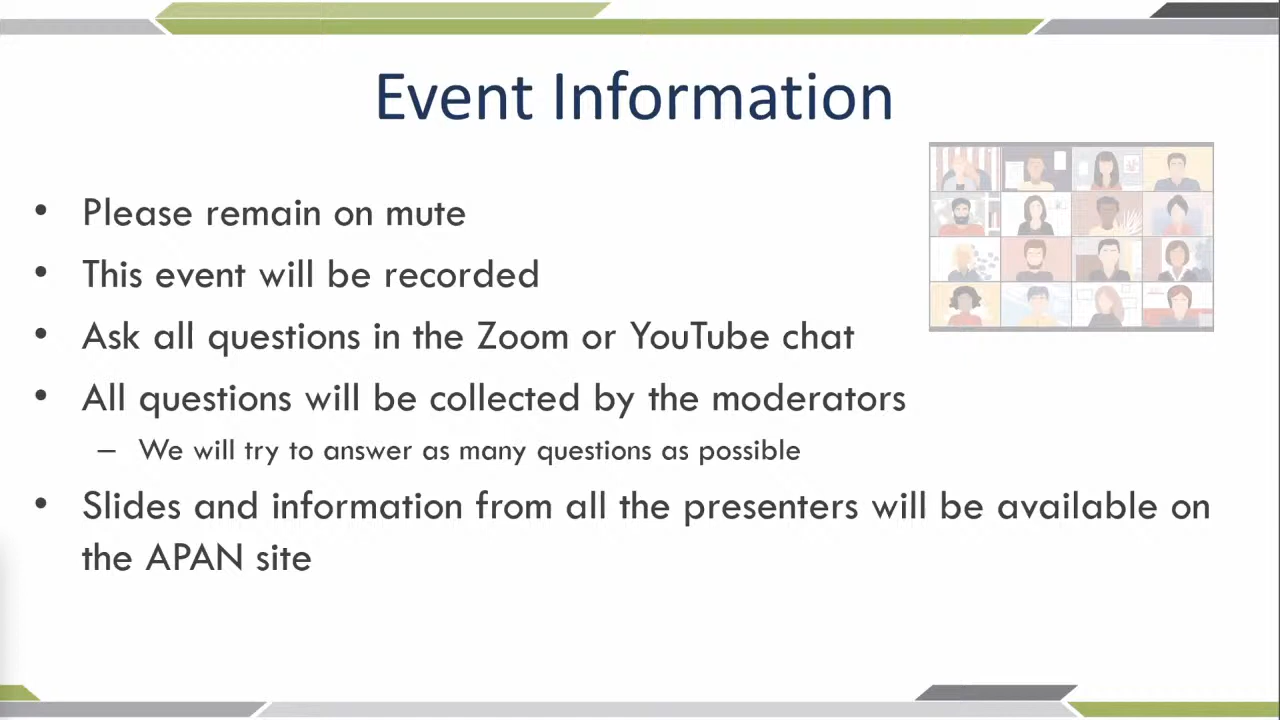 Event Information
• Please remain on mute
• This event will be recorded
• Ask all questions in the Zoom or YouTube chat
• All questions will be collected by the moderators
– We will try to answer as many questions as possible
• Slides and information from all the presenters will be available on
the APAN site